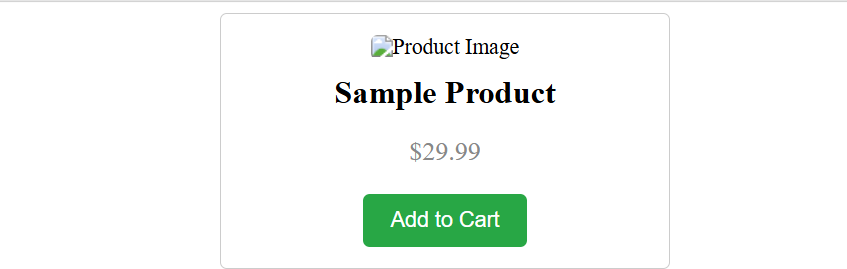 Product Image
Sample Product
$29.99
Add to Cart